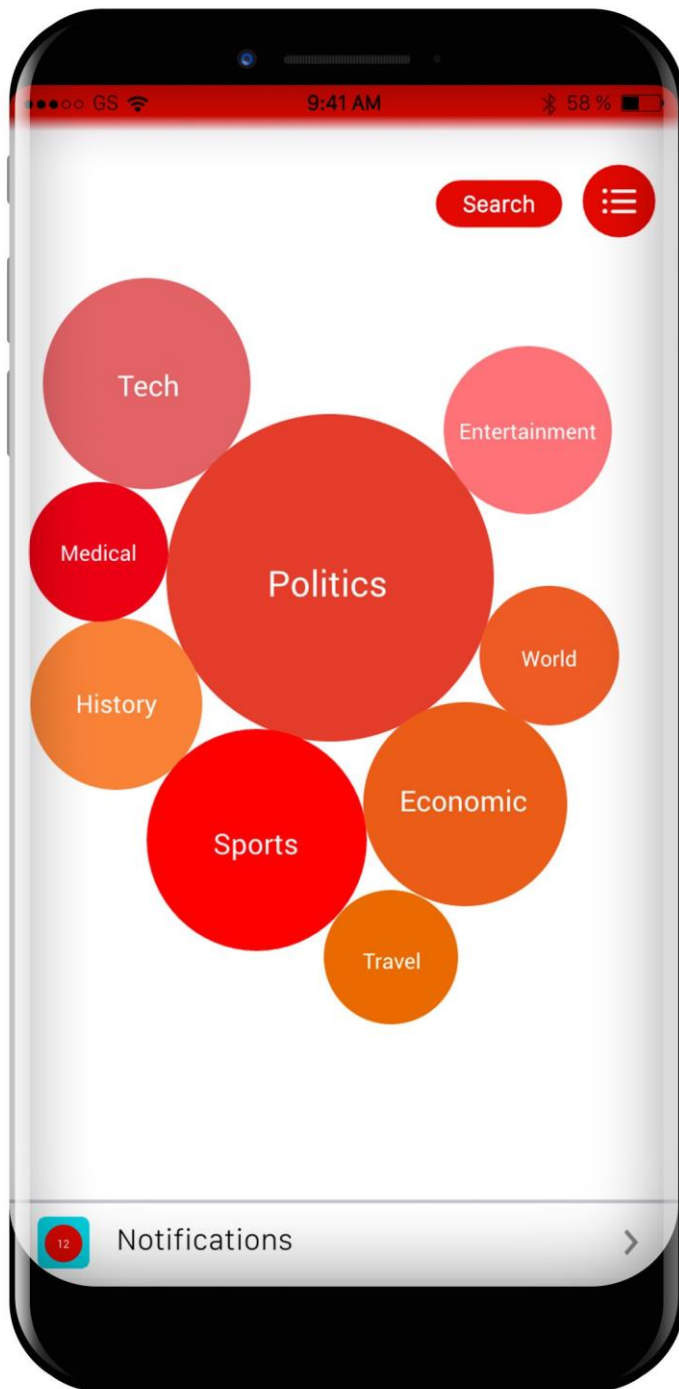 GS 9:41 AM 58 %
Search
Tech
Entertainment
Medical
Politics
World
History
Economic
Sports
Travel
12 Notifications